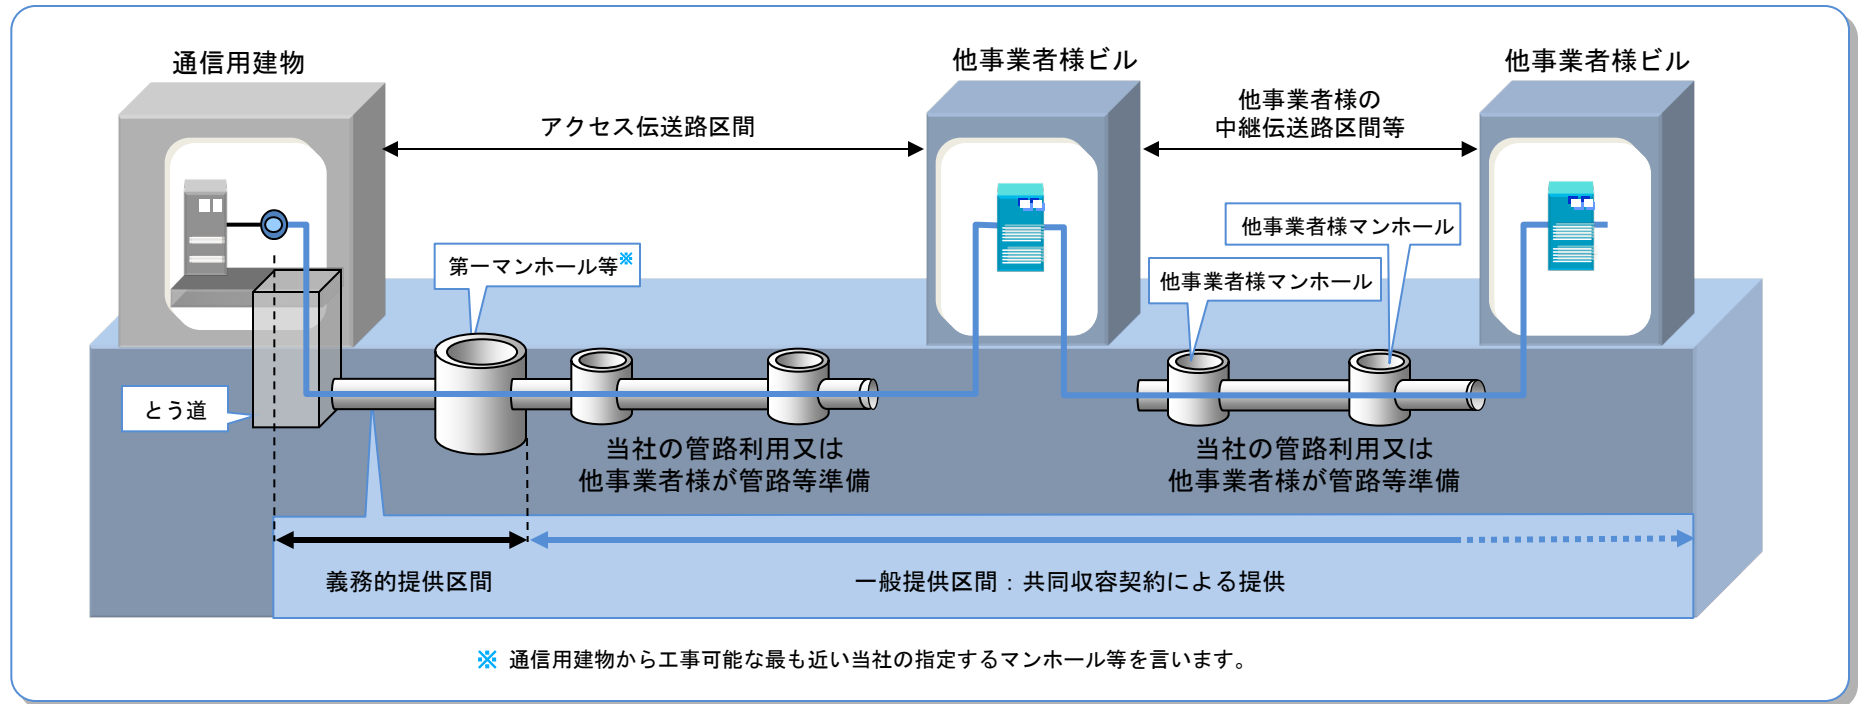 通信用建物
他事業者様ビル
他事業者様ビル
アクセス伝送路区間
他事業者様の
中継伝送路区間等
他事業者様マンホール
第一マンホール等※
他事業者様マンホール
とう道
当社の管路利用又は
他事業者様が管路等準備
当社の管路利用又は
他事業者様が管路等準備
義務的提供区間
一般提供区間：共同収容契約による提供
※ 通信用建物から工事可能な最も近い当社の指定するマンホール等を言います。